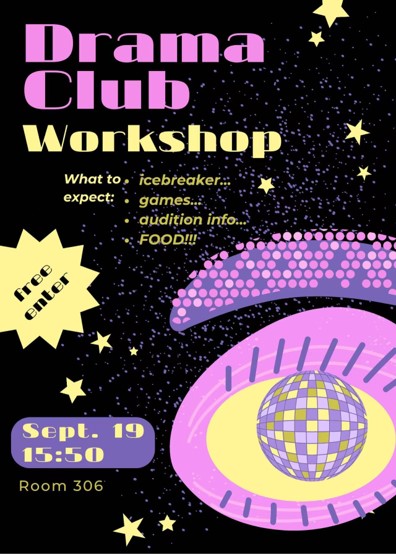 Drama
Club
Workshop
What to expect:
• icebreaker...
• games...
• audition info...
• FOOD!!!
free
enter
Sept. 19
15:50
Room 306